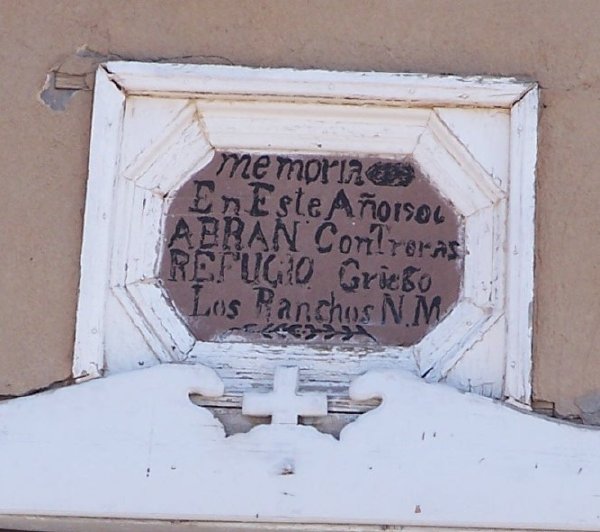 memoria
En Este Año 1901
ABRAN Contreras
REFUGIO Griego
Los Ranchos N.M